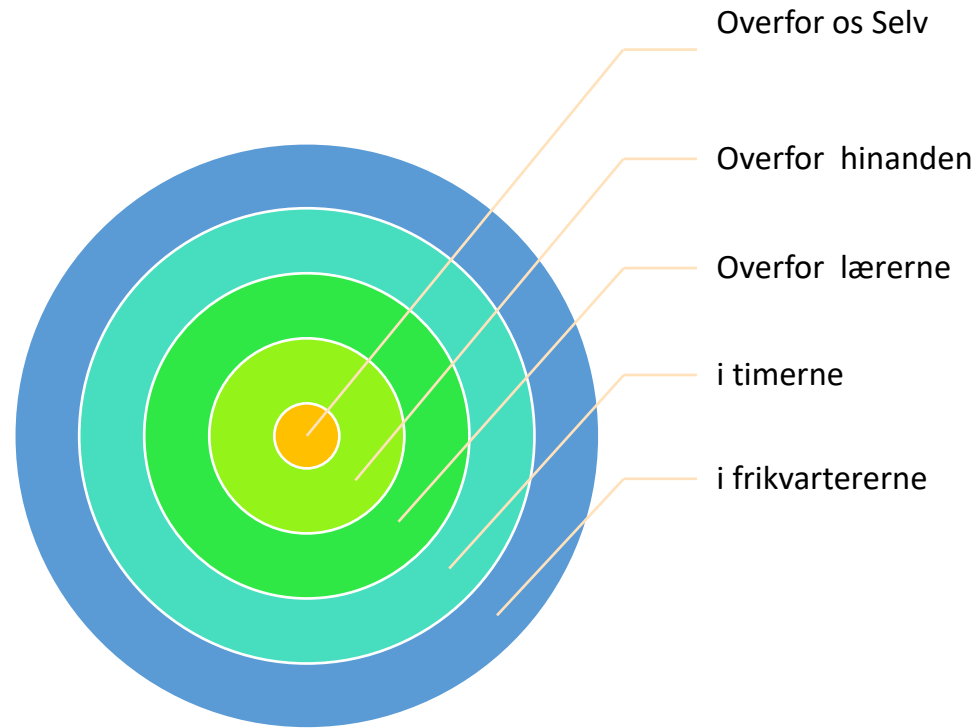 Overfor os Selv
Overfor hinanden
Overfor lærerne
i timerne
i frikvartererne